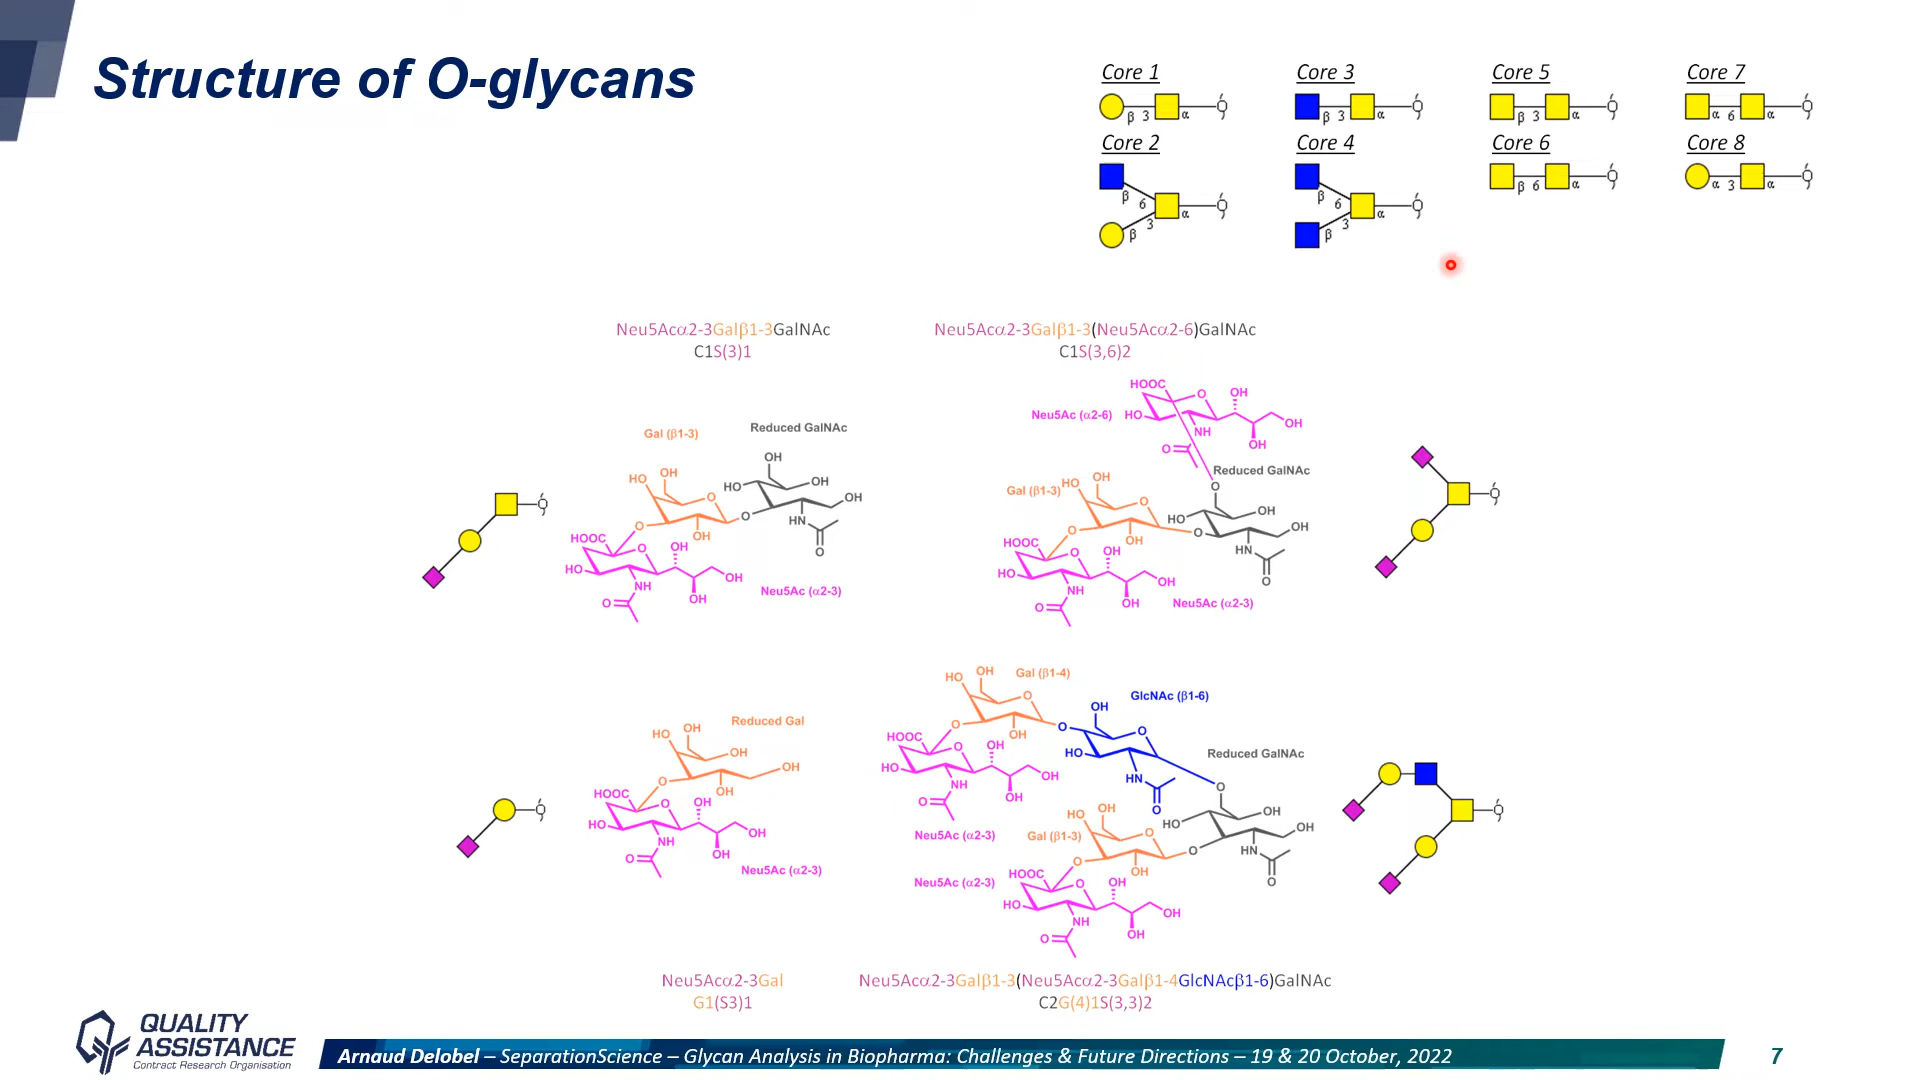 Structure of O-glycans
Core 1
Core 3
Core 5
Core 7
β 3 α
β 3 α
β 3 α
α 6 α
Core 2
Core 4
Core 6
Core 8
β 6 α
α 3 α
β 6
3 α
β
β 6
3 α
β
Neu5Acα2-3Galβ1-3GalNAc
C1S(3)1
Neu5Acα2-3Galβ1-3(Neu5Acα2-6)GalNAc
C1S(3,6)2
Gal (β1-3)
Reduced GalNAc
OH
HO
OH
HO
OH
O
OH
O
O
HN
OH
O
HOOC
O
OH
HO
OH
NH
OH
O
Neu5Ac (α2-3)
HOOC
O
OH
Neu5Ac (α2-6)
HO
OH
NH
OH
O
Reduced GalNAc
Gal (β1-3)
HO
OH
O
O
HO
OH
O
OH
O
OH
HN
O
HOOC
O
OH
HO
OH
NH
OH
O
Neu5Ac (α2-3)
Reduced Gal
HO
OH
OH
OH
O
OH
HOOC
O
OH
HO
OH
NH
OH
O
Neu5Ac (α2-3)
HO
OH
Gal (β1-4)
O
O
OH
O
GlcNAc (β1-6)
OH
O
HO
HN
O
HOOC
O
OH
HO
OH
NH
OH
O
Neu5Ac (α2-3)
Reduced GalNAc
O
HO
OH
OH
HN
O
Gal (β1-3)
HO
OH
O
O
OH
O
Neu5Ac (α2-3)
HOOC
O
OH
HO
OH
NH
OH
O
Neu5Acα2-3Gal
G1(S3)1
Neu5Acα2-3Galβ1-3(Neu5Acα2-3Galβ1-4GlcNAcβ1-6)GalNAc
C2G(4)1S(3,3)2
QUALITY
ASSISTANCE
Contract Research Organisation
Arnaud Delobel – SeparationScience – Glycan Analysis in Biopharma: Challenges & Future Directions – 19 & 20 October, 2022
7